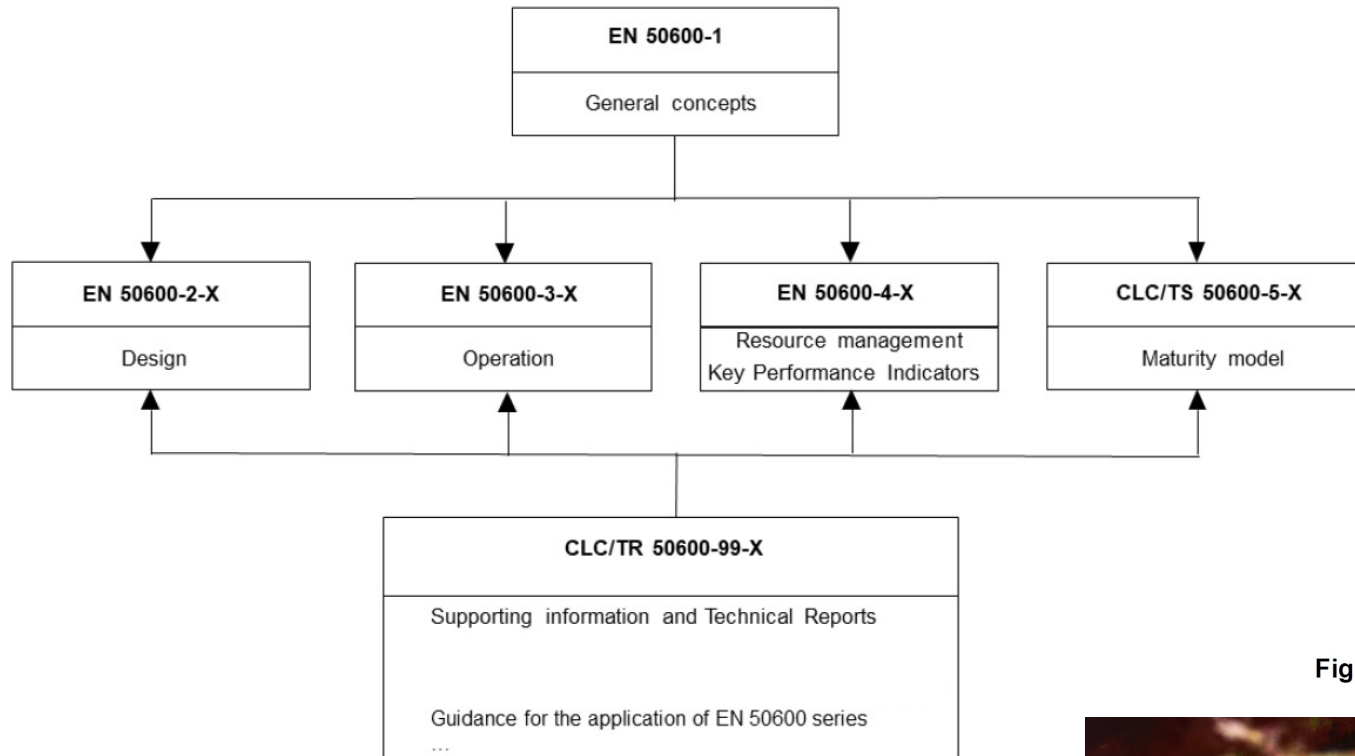 EN 50600-1
General concepts
EN 50600-2-X
Design
EN 50600-3-X
Operation
EN 50600-4-X
Resource management
Key Performance Indicators
CLC/TS 50600-5-X
Maturity model
CLC/TR 50600-99-X
Supporting information and Technical Reports
Fig
Guidance for the application of EN 50600 series
...